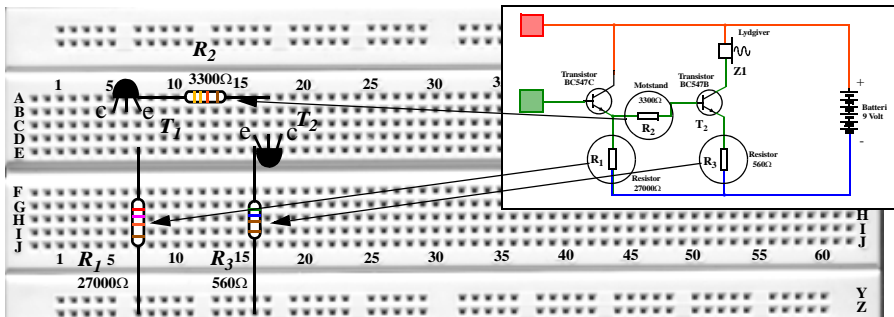 R2
3300Ω
1 5 10 15 20 25 30 3
A
B
C
D
E
c e
T1
e c
T2
F
G
H
I
J
H
I
J
1 5 10 15 20 25 30 35 40 45 50 55 60
R1
27000Ω
R3
560Ω
Y
Z
Transistor
BC547C
Motstand
3300Ω
R2
Transistor
BC547B
T2
Lydgiver
Z1
+
Batteri
9 Volt
-
R1
Resistor
27000Ω
R3
Resistor
560Ω